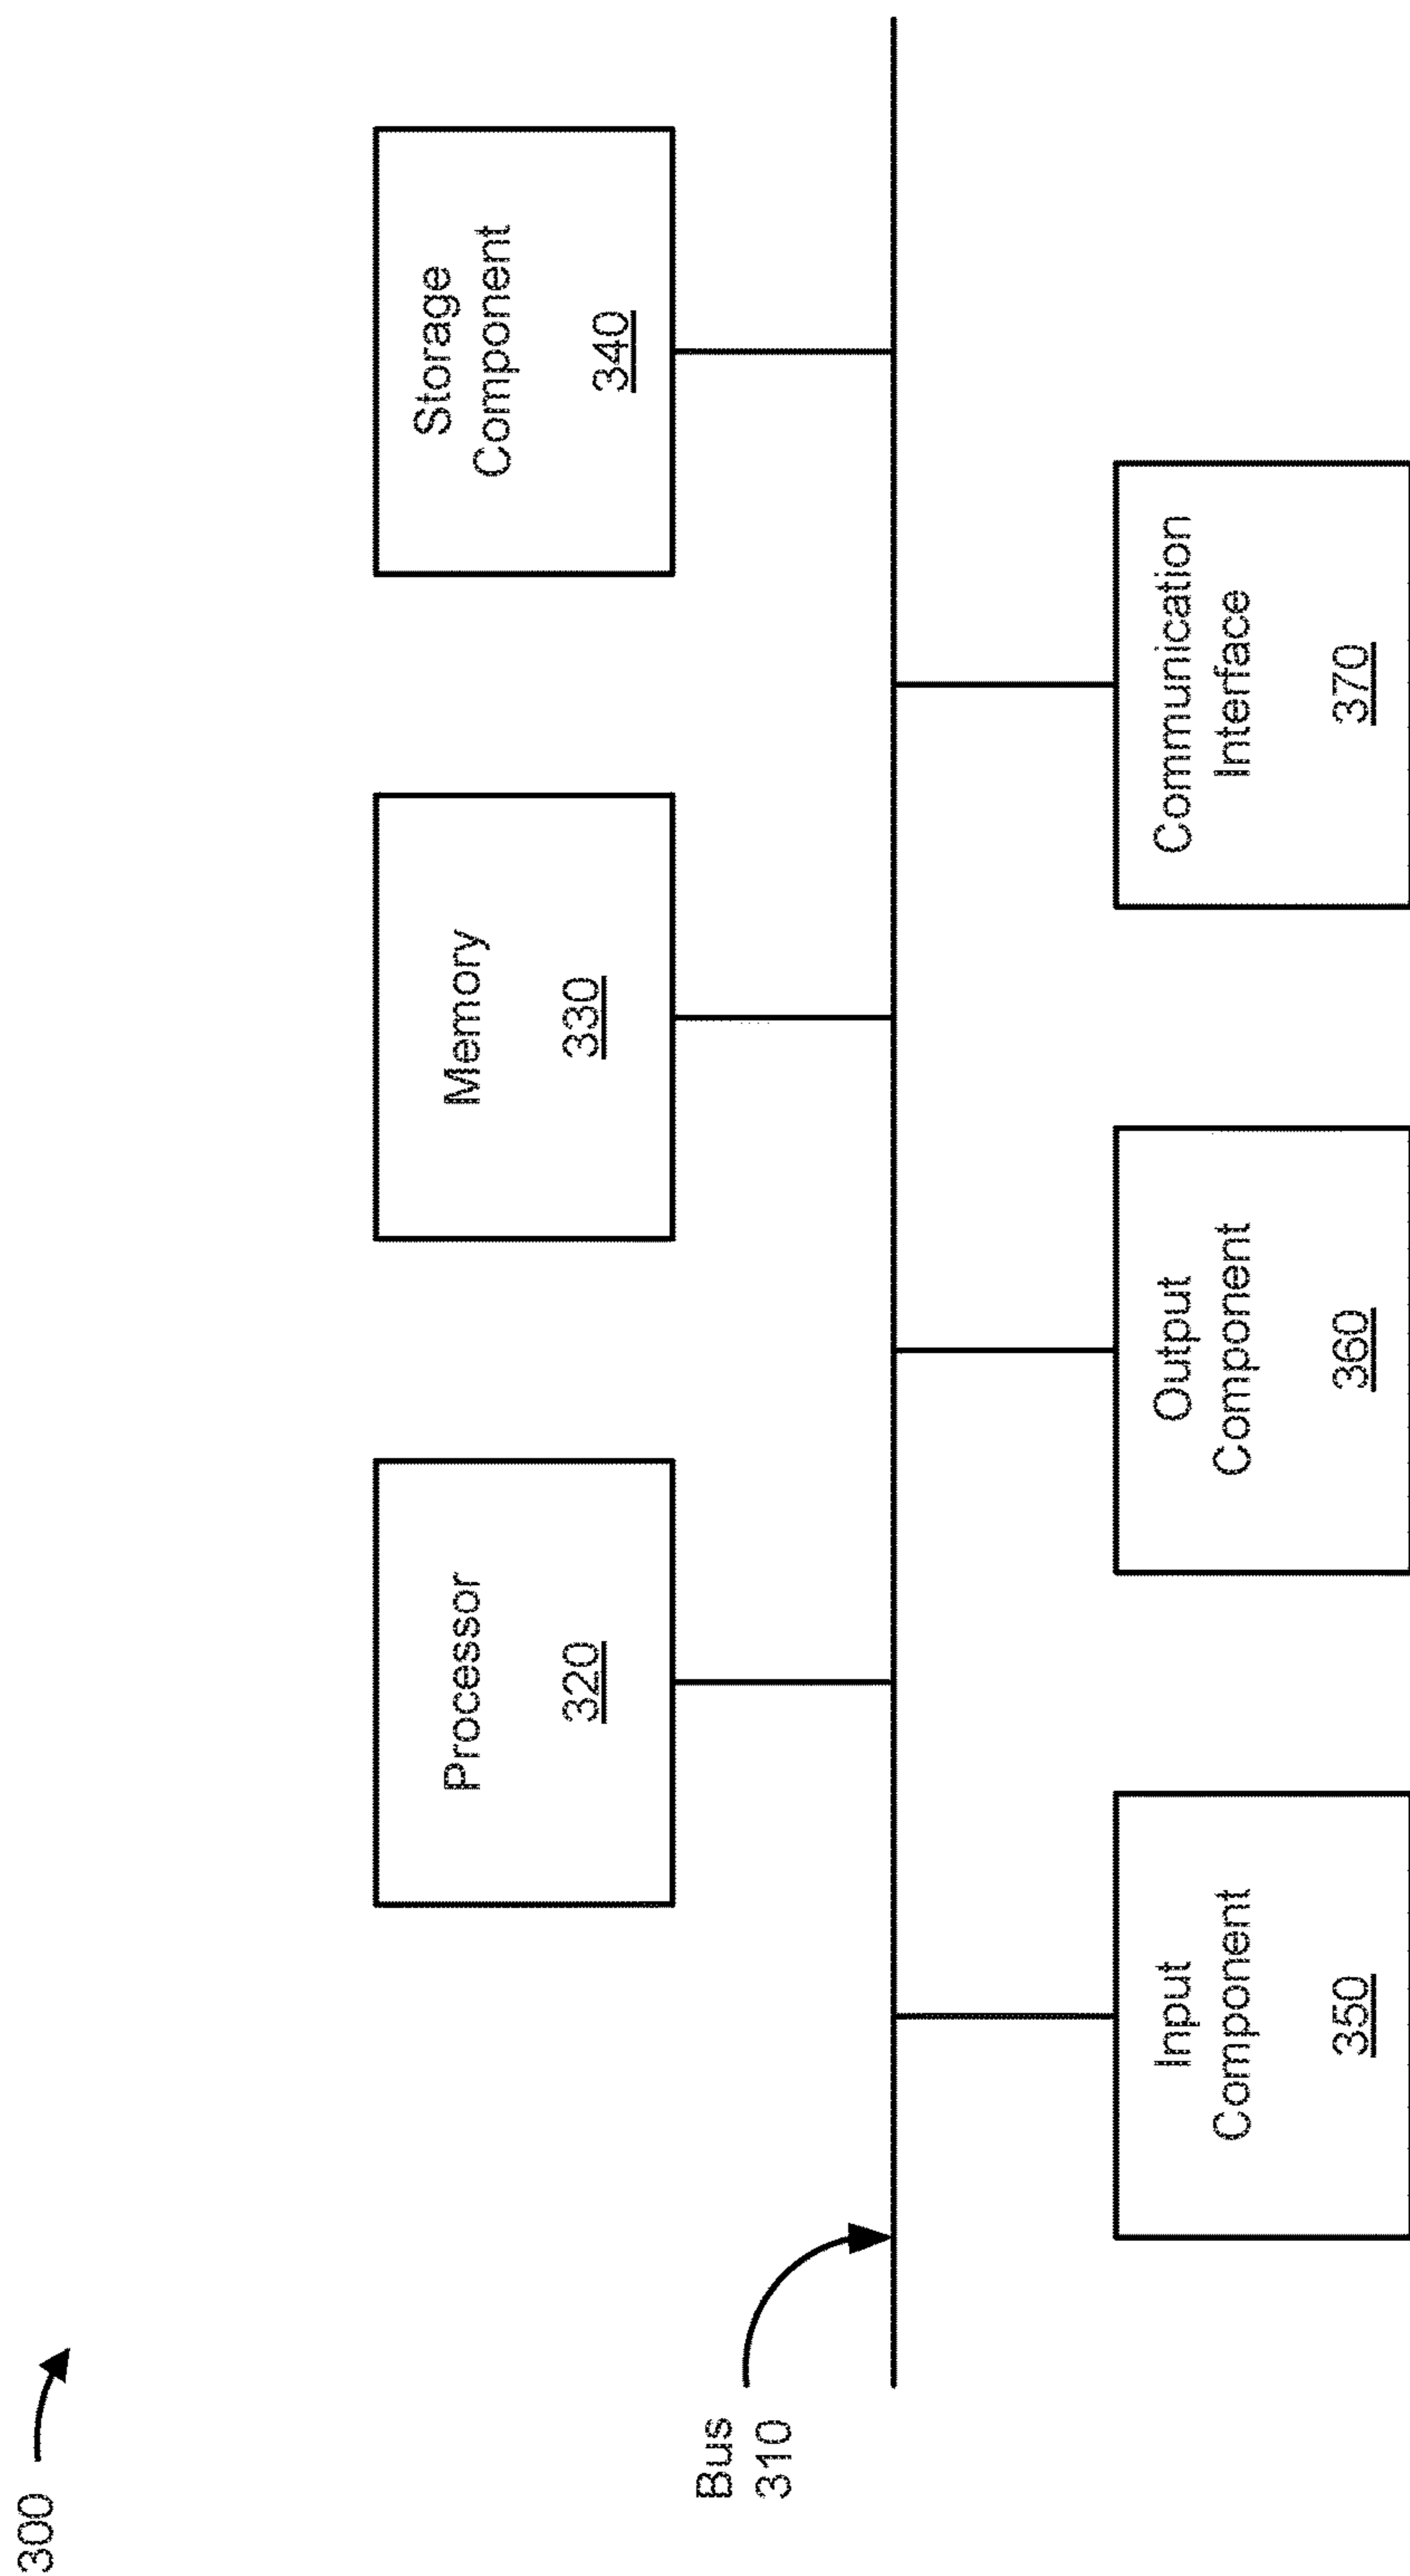 300
Processor
320
Memory
330
Storage
Component
340
Bus
310
Input
Component
350
Output
Component
360
Communication
Interface
370